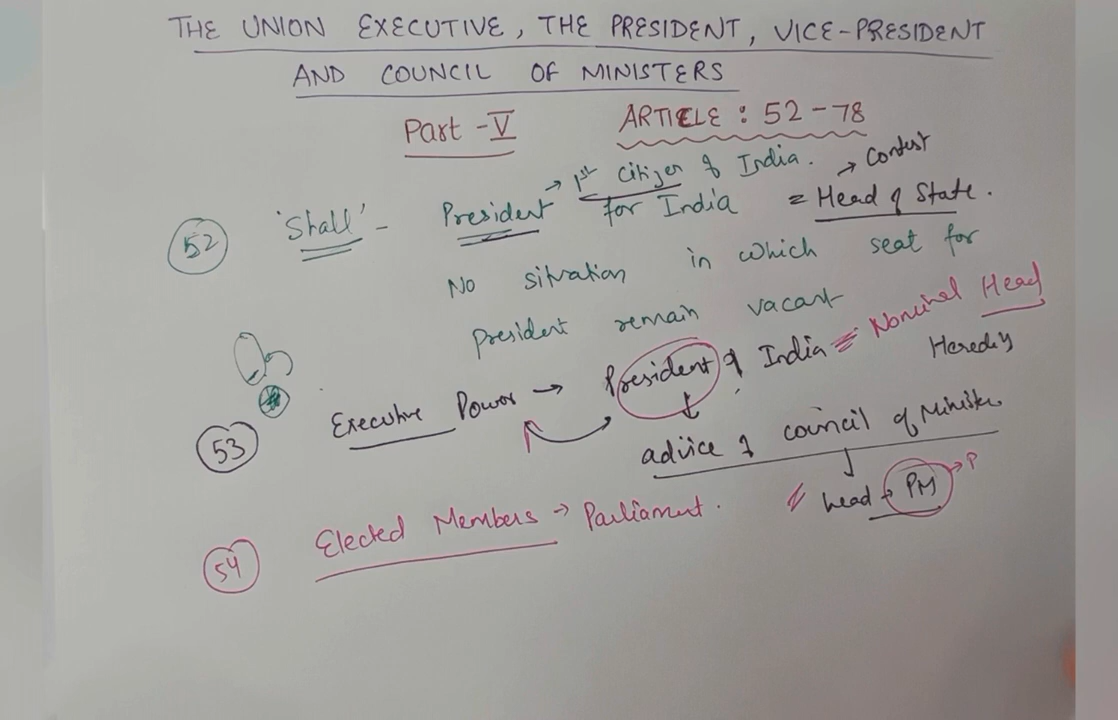 THE UNION EXECUTIVE, THE PRESIDENT, VICE-PRESIDENT
AND COUNCIL OF MINISTERS
Part -V ARTICLE : 52-78
→ 1st Citizen of India. →
52 'Shall' - President for India = Head of State.
No situation in which seat for
president remain vacant
53 Executive Power → President of India = Nominal Head
advice of council of Ministers
head → PM → P
54 Elected Members → Parliament.